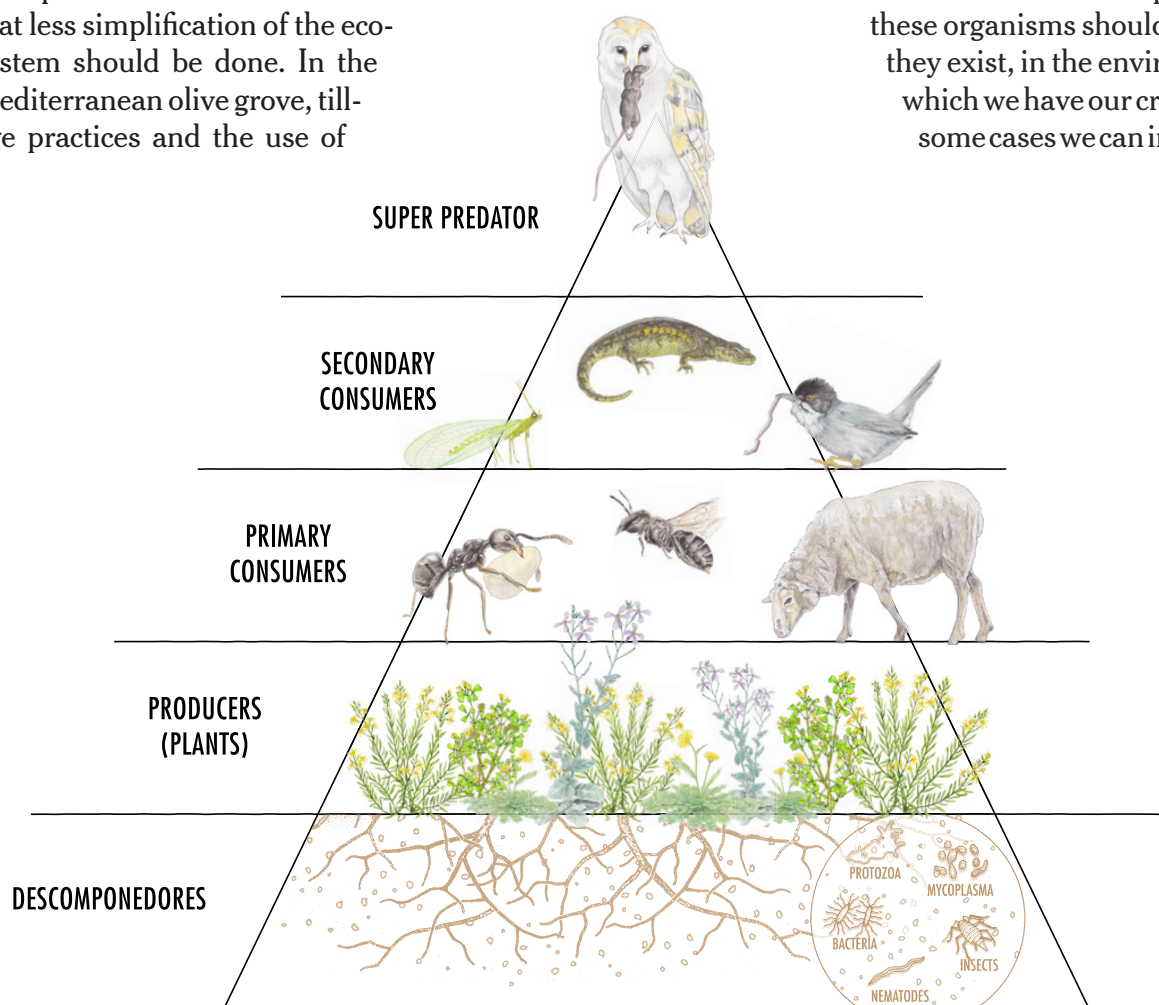 at less simplification of the eco-
stem should be done. In the
editerranean olive grove, till-
e practices and the use of
these organisms should
they exist, in the envir
which we have our cr
some cases we can i
SUPER PREDATOR
SECONDARY
CONSUMERS
PRIMARY
CONSUMERS
PRODUCERS
(PLANTS)
DESCOMPONEDORES
PROTOZOA
MYCOPLASMA
BACTERIA
INSECTS
NEMATODES